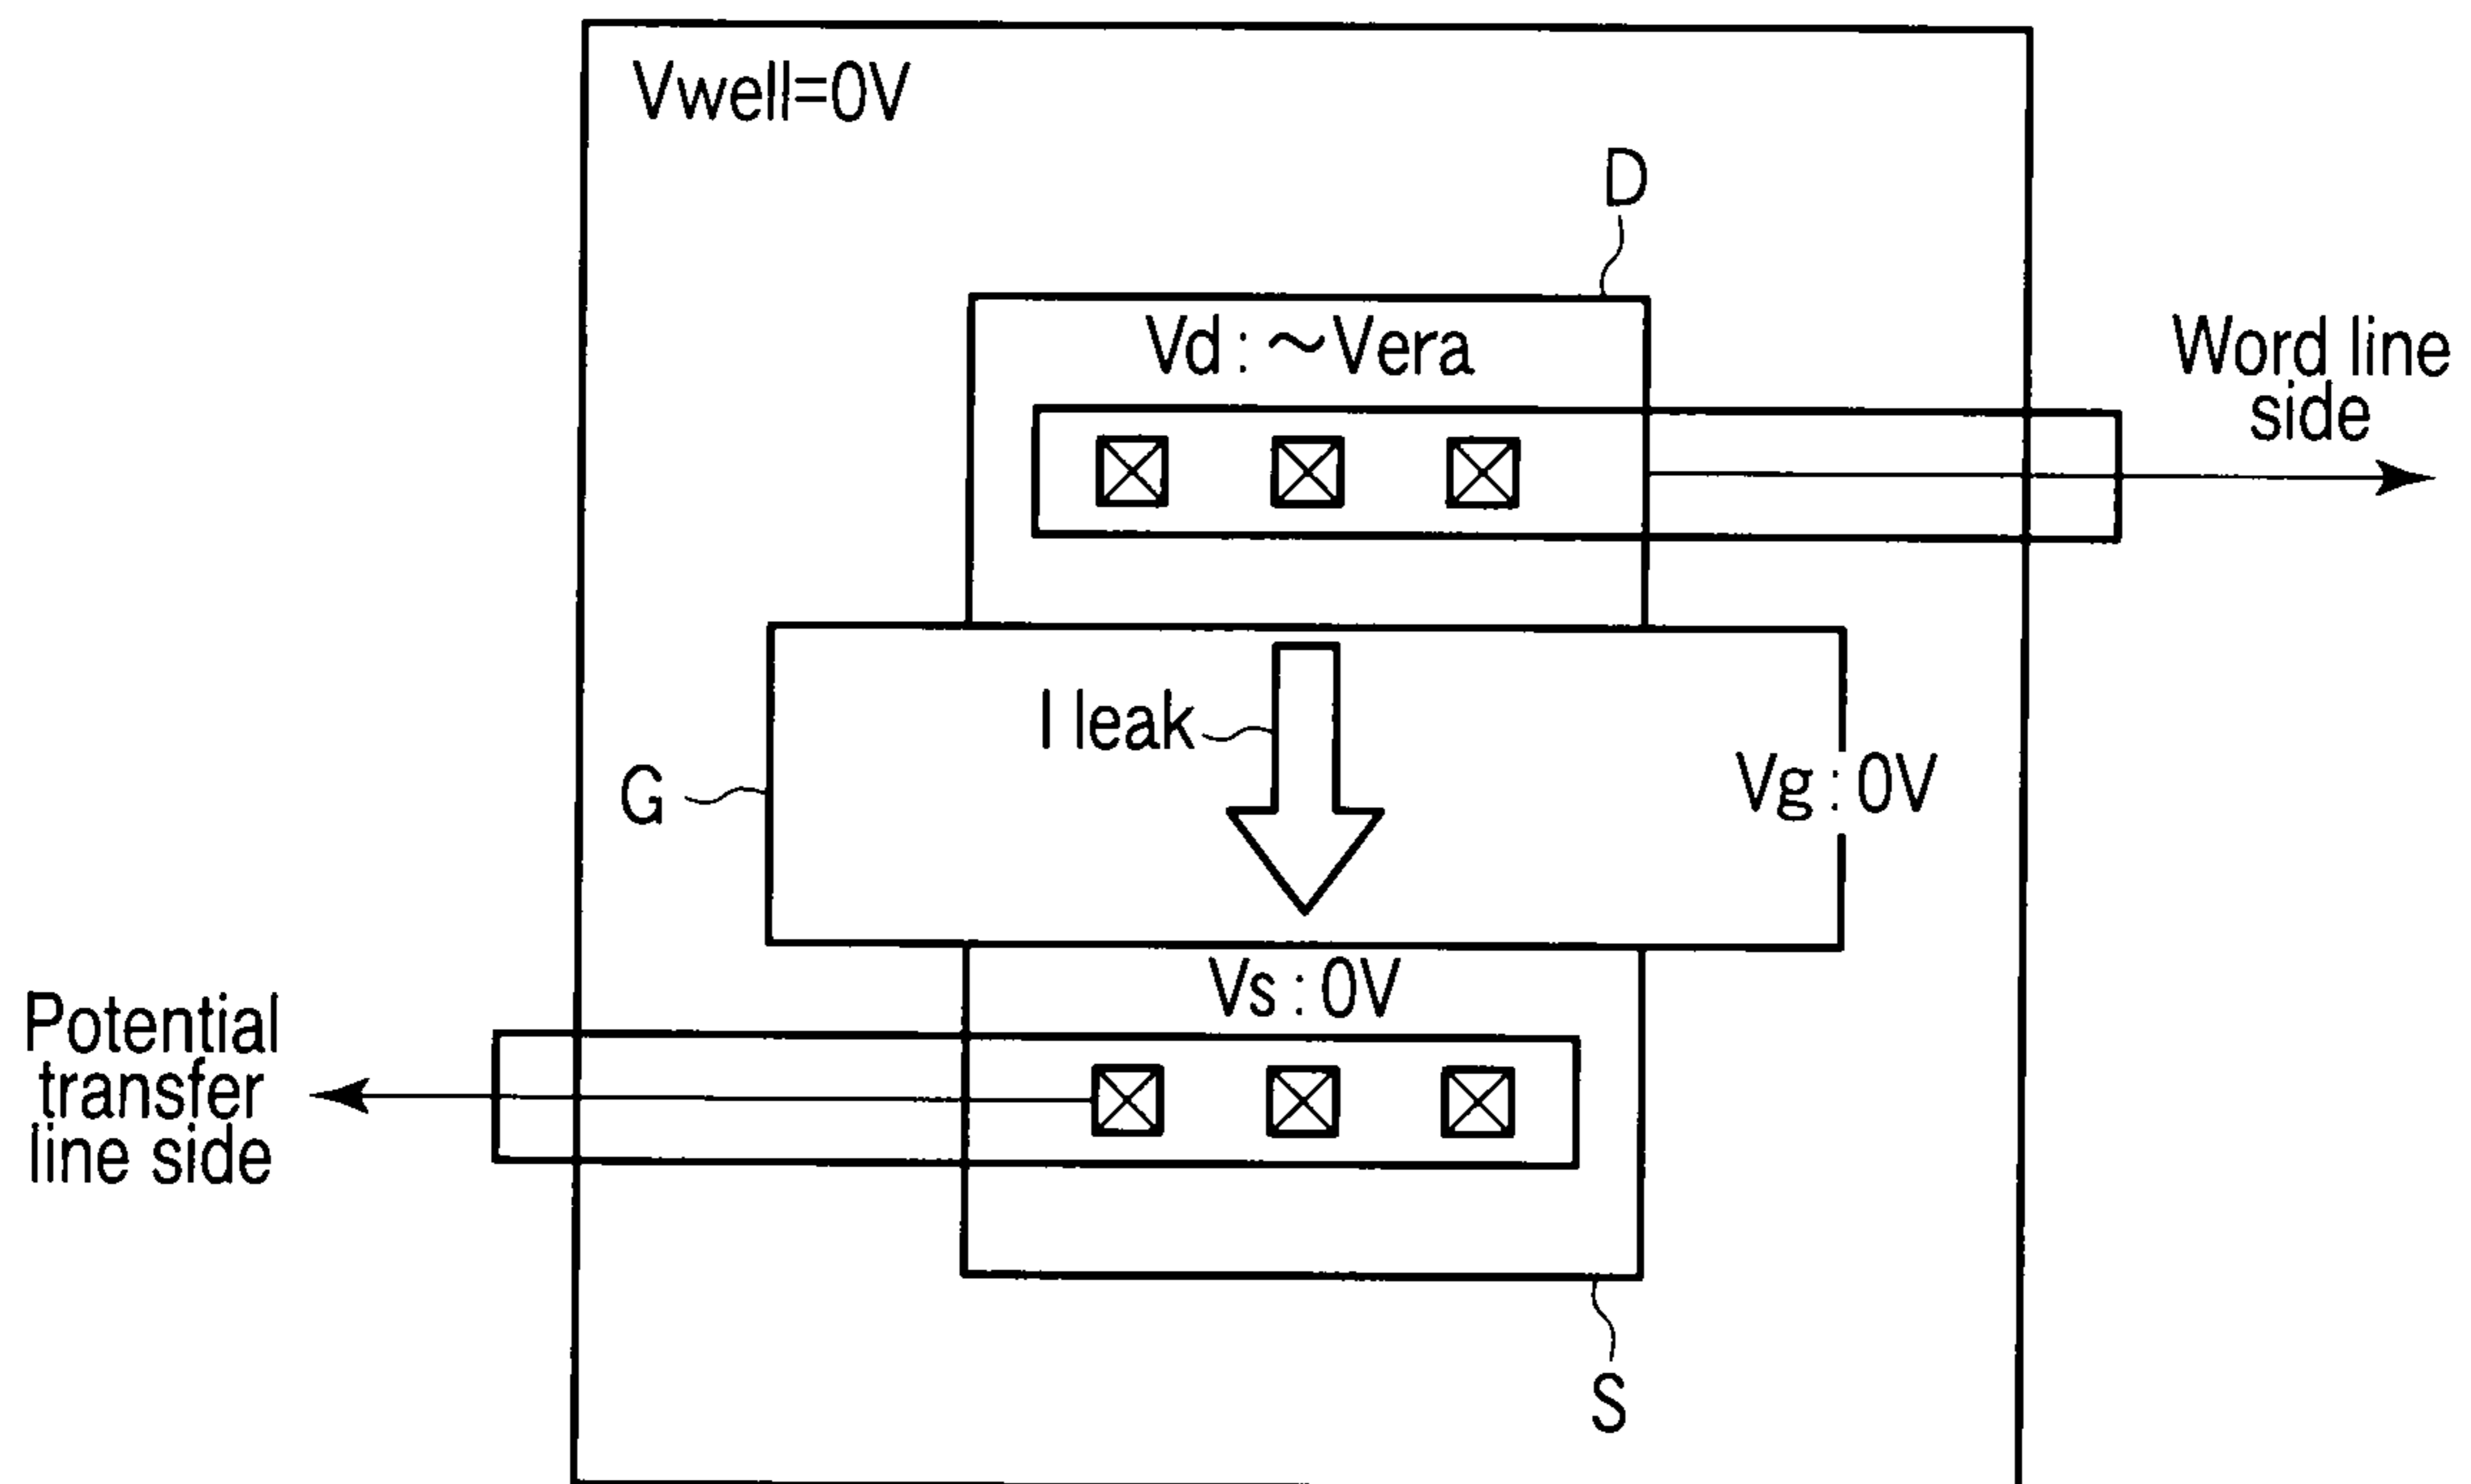 Vwell=0V
D
Vd : ~Vera
Word line
side
I leak
G
Vg : 0V
Vs : 0V
Potential
transfer
line side
S